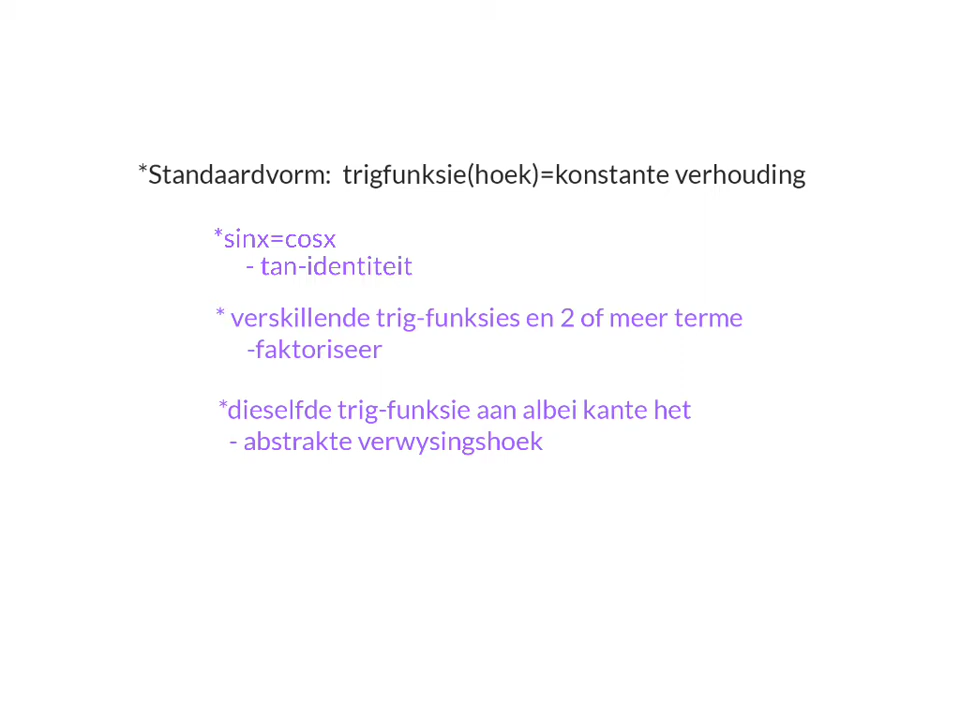 *Standaardvorm: trigfunksie(hoek)=konstante verhouding
*sinx=cosx
- tan-identiteit
* verskillende trig-funksies en 2 of meer terme
-faktoriseer
*dieselfde trig-funksie aan albei kante het
- abstrakte verwysingshoek